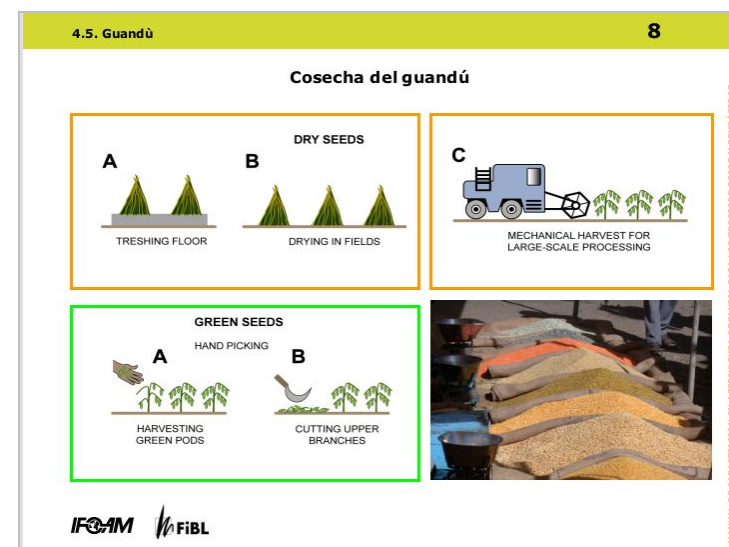 4.5. Guandù
8
Cosecha del guandú
DRY SEEDS
A
B
TRESHING FLOOR
DRYING IN FIELDS
C
MECHANICAL HARVEST FOR
LARGE-SCALE PROCESSING
GREEN SEEDS
HAND PICKING
A
B
HARVESTING
GREEN PODS
CUTTING UPPER
BRANCHES
IFOAM
FiBL